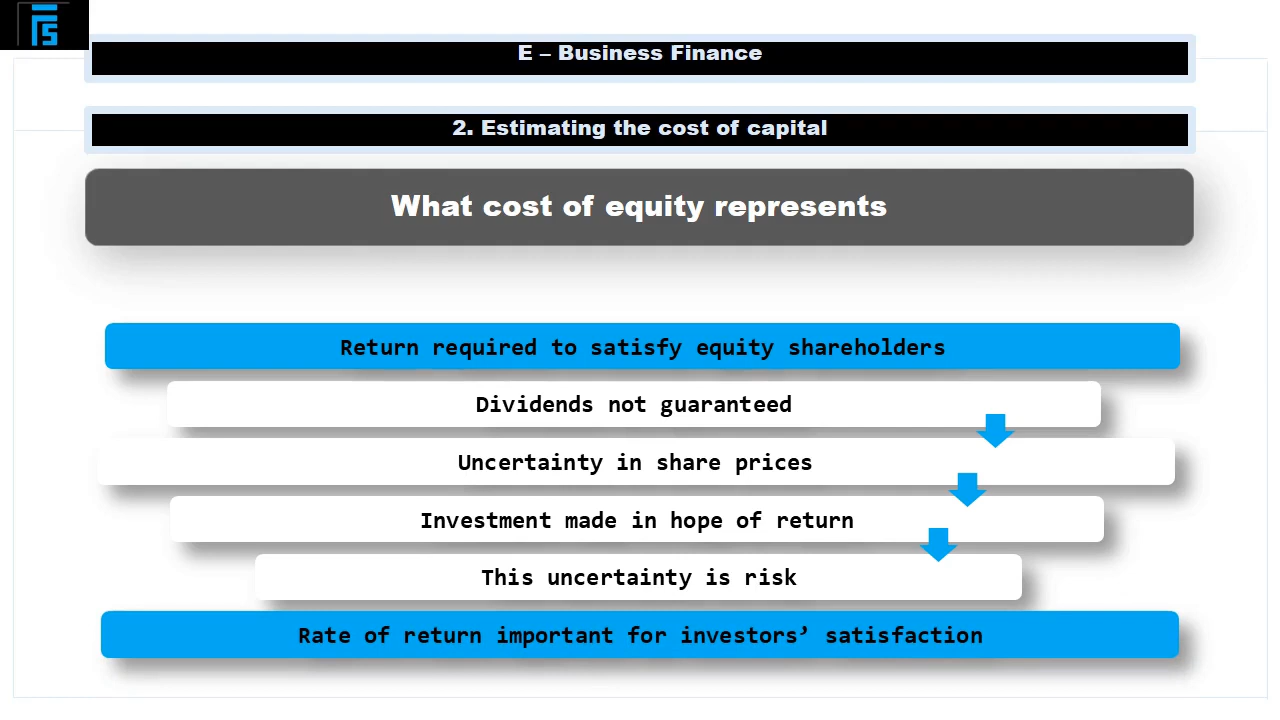 E – Business Finance
2. Estimating the cost of capital
What cost of equity represents
Return required to satisfy equity shareholders
Dividends not guaranteed
Uncertainty in share prices
Investment made in hope of return
This uncertainty is risk
Rate of return important for investors’ satisfaction